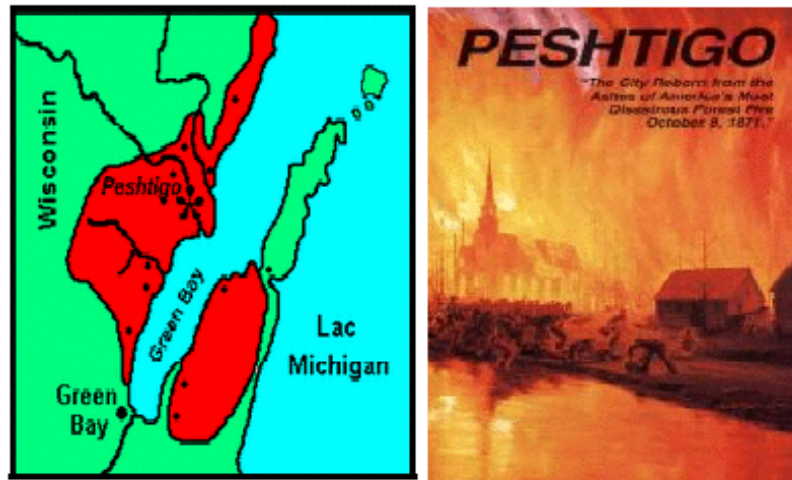 Wisconsin
Peshtigo
Green Bay
Lac
Michigan
Green
Bay
PESHTIGO
"The City Reborn from the
Ashes of America's Most
Disastrous Forest Fire
October 8, 1871."